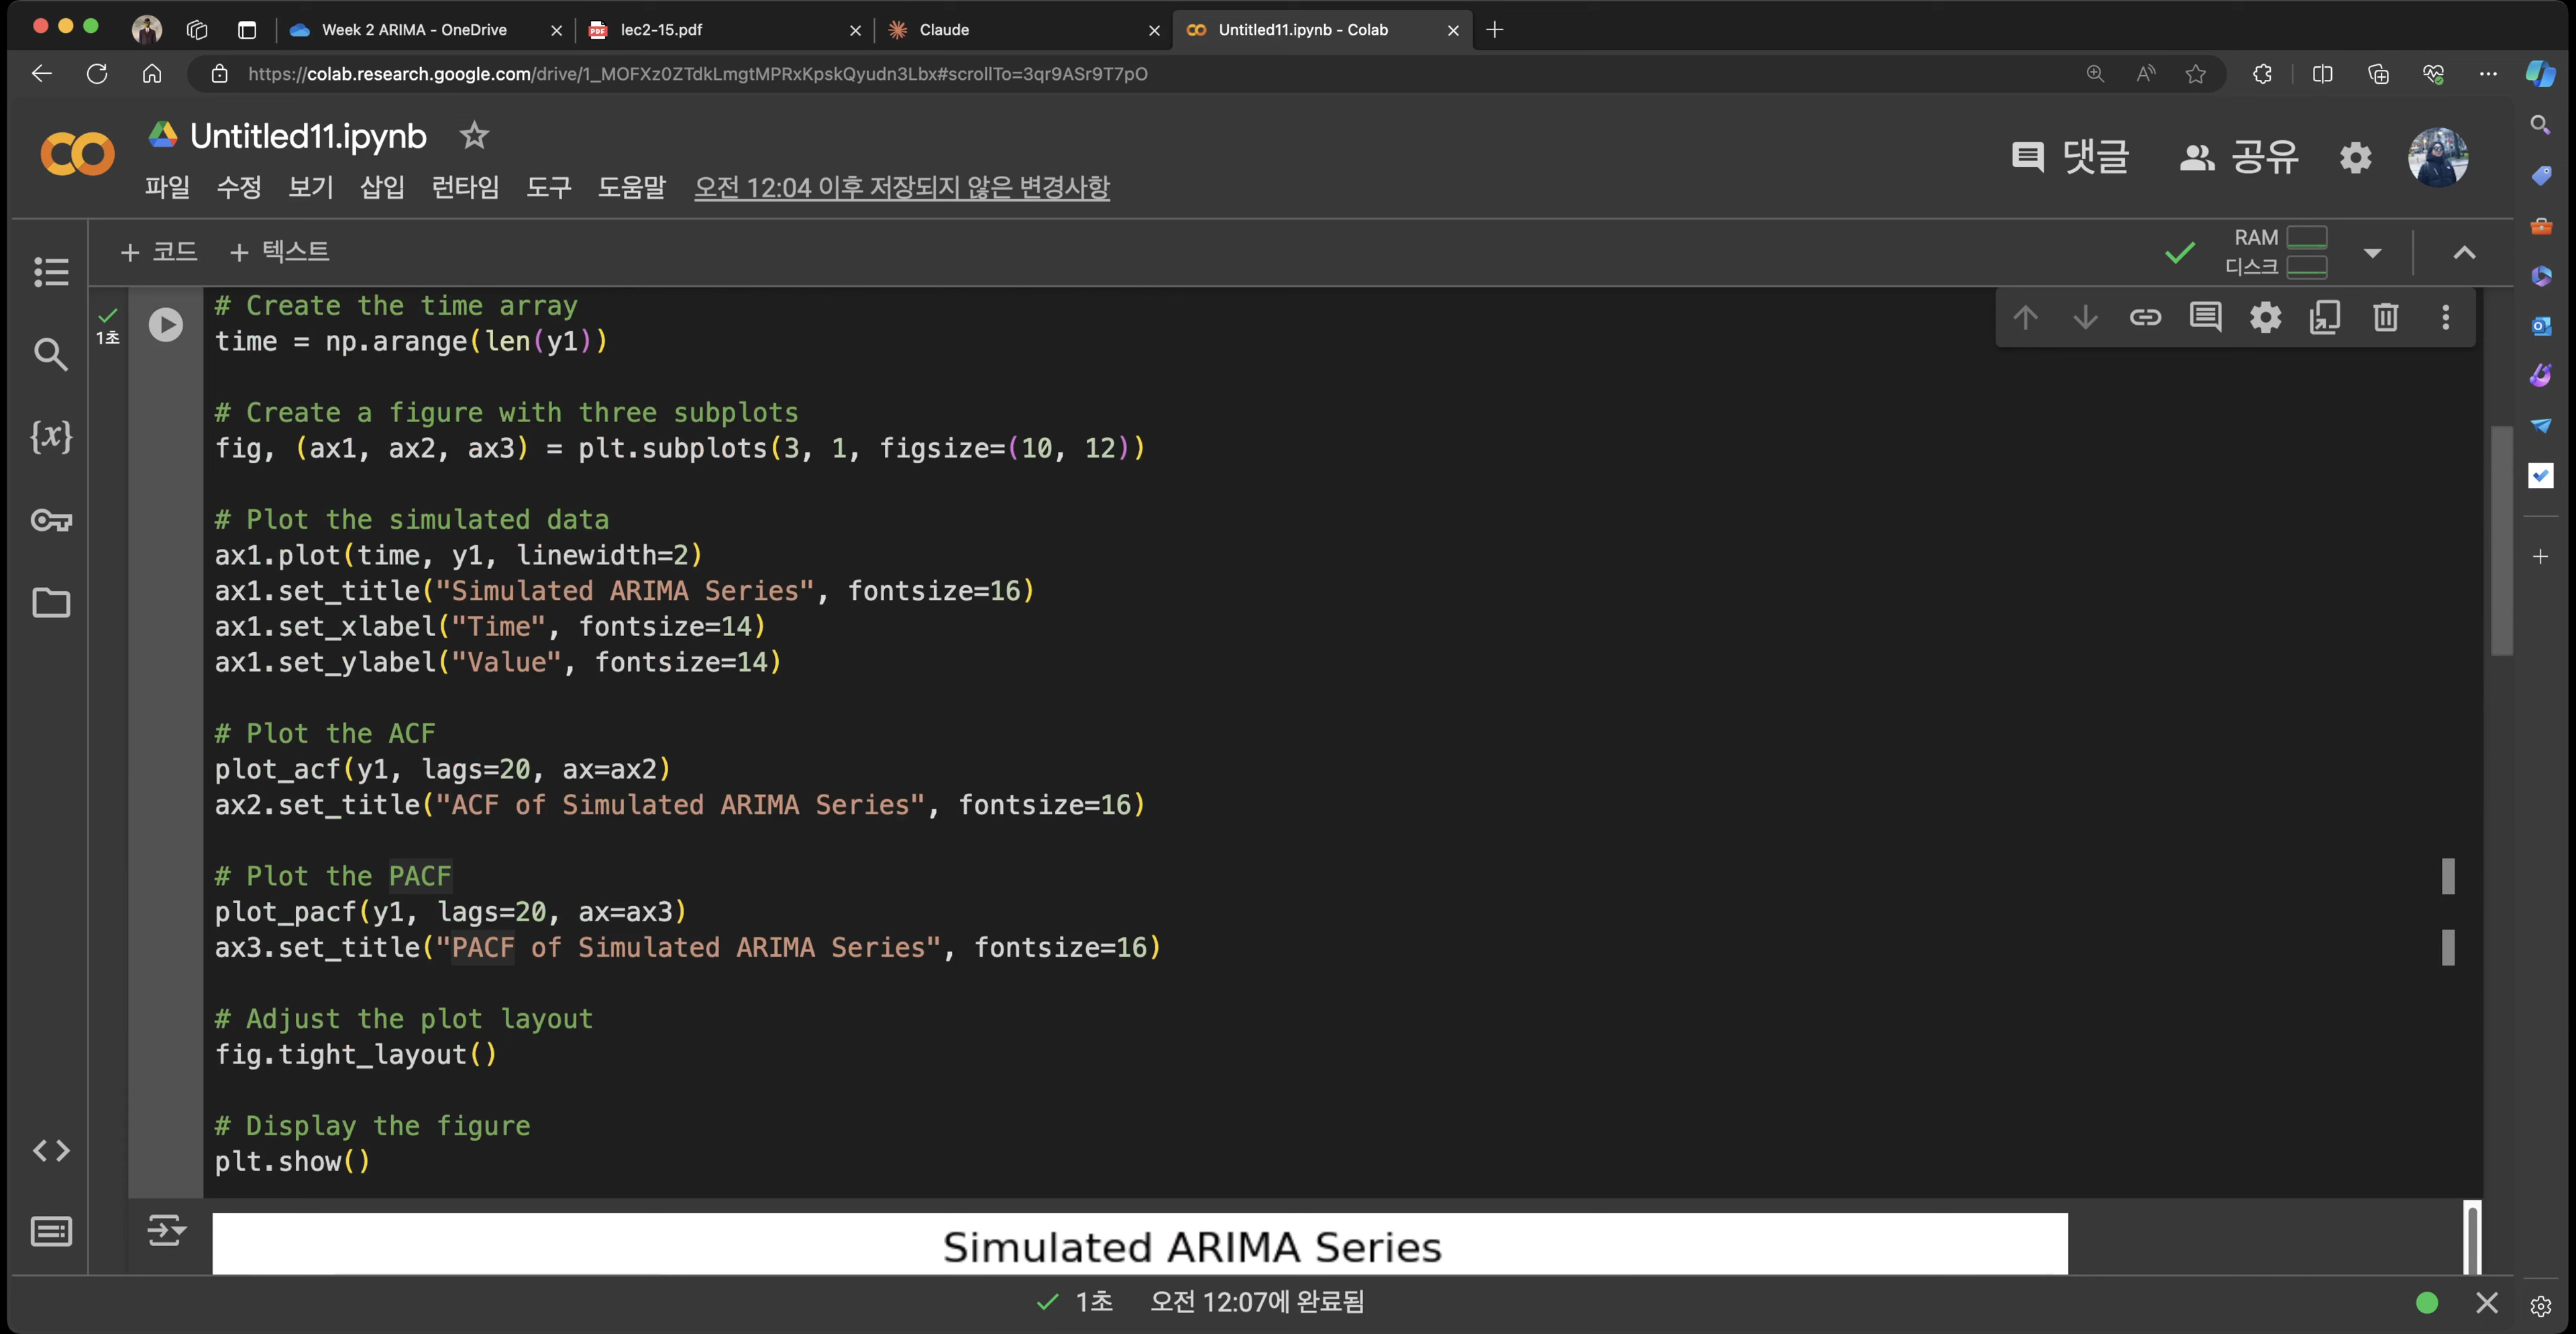 Week 2 ARIMA - OneDrive
lec2-15.pdf
Claude
Untitled11.ipynb - Colab
https://colab.research.google.com/drive/1_MOFXz0ZTdkLmgtMPRxKpskQyudn3Lbx#scrollTo=3qr9ASr9T7pO
Untitled11.ipynb
댓글
공유
파일 수정 보기 삽입 런타임 도구 도움말 오전 12:04 이후 저장되지 않은 변경사항
+ 코드 + 텍스트
RAM
디스크
1초
# Create the time array
time = np.arange(len(y1))
# Create a figure with three subplots
fig, (ax1, ax2, ax3) = plt.subplots(3, 1, figsize=(10, 12))
# Plot the simulated data
ax1.plot(time, y1, linewidth=2)
ax1.set_title("Simulated ARIMA Series", fontsize=16)
ax1.set_xlabel("Time", fontsize=14)
ax1.set_ylabel("Value", fontsize=14)
# Plot the ACF
plot_acf(y1, lags=20, ax=ax2)
ax2.set_title("ACF of Simulated ARIMA Series", fontsize=16)
# Plot the PACF
plot_pacf(y1, lags=20, ax=ax3)
ax3.set_title("PACF of Simulated ARIMA Series", fontsize=16)
# Adjust the plot layout
fig.tight_layout()
# Display the figure
plt.show()
Simulated ARIMA Series
1초 오전 12:07에 완료됨